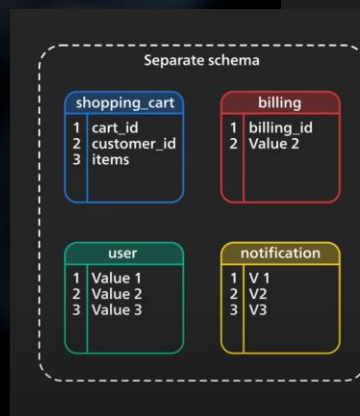 Separate schema
shopping_cart
1 cart_id
2 customer_id
3 items
billing
1 billing_id
2 Value 2
user
1 Value 1
2 Value 2
3 Value 3
notification
1 V 1
2 V2
3 V3